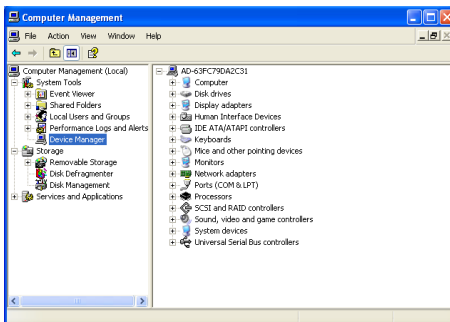 Computer Management
File Action View Window Help
Computer Management (Local)
System Tools
Event Viewer
Shared Folders
Local Users and Groups
Performance Logs and Alerts
Device Manager
Storage
Removable Storage
Disk Defragmenter
Disk Management
Services and Applications
AD-63FC79DA2C31
Computer
Disk drives
Display adapters
Human Interface Devices
IDE ATA/ATAPI controllers
Keyboards
Mice and other pointing devices
Monitors
Network adapters
Ports (COM & LPT)
Processors
SCSI and RAID controllers
Sound, video and game controllers
System devices
Universal Serial Bus controllers